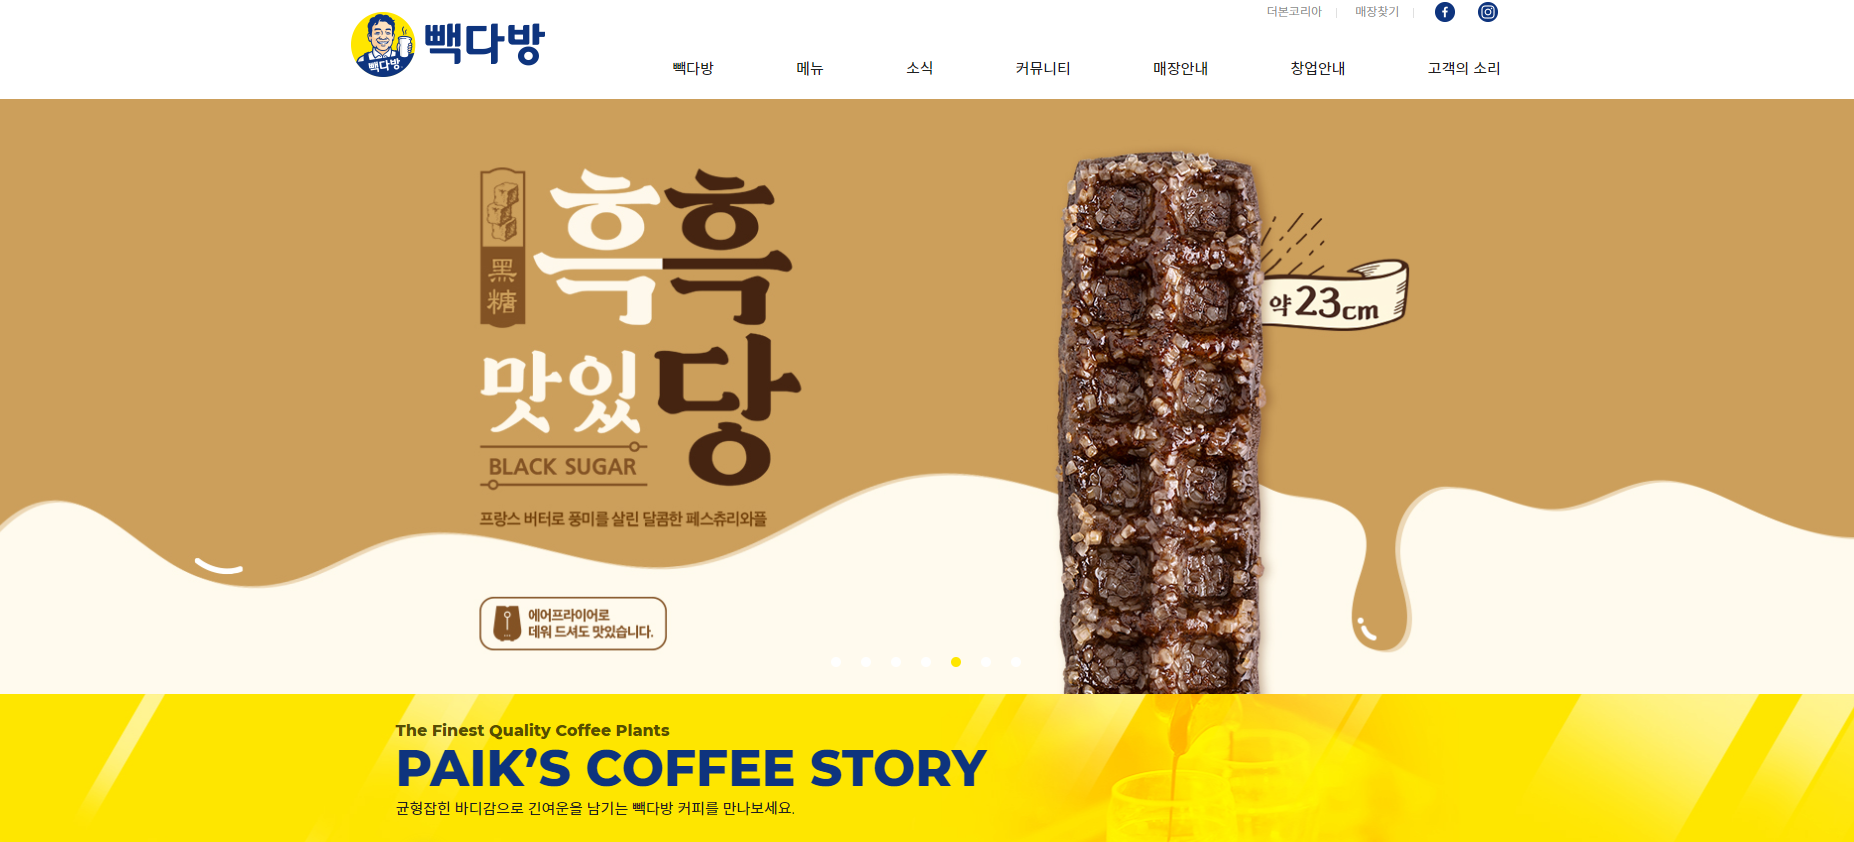 더본코리아
매장찾기
빽다방
빽다방
빽다방
메뉴
소식
커뮤니티
매장안내
창업안내
고객의 소리
黑糖
흑흑
맛있당
BLACK SUGAR
프랑스 버터로 풍미를 살린 달콤한 페스츄리와플
약 23cm
에어프라이어로
데워 드셔도 맛있습니다.
The Finest Quality Coffee Plants
PAIK’S COFFEE STORY
균형잡힌 바디감으로 긴여운을 남기는 빽다방 커피를 만나보세요.